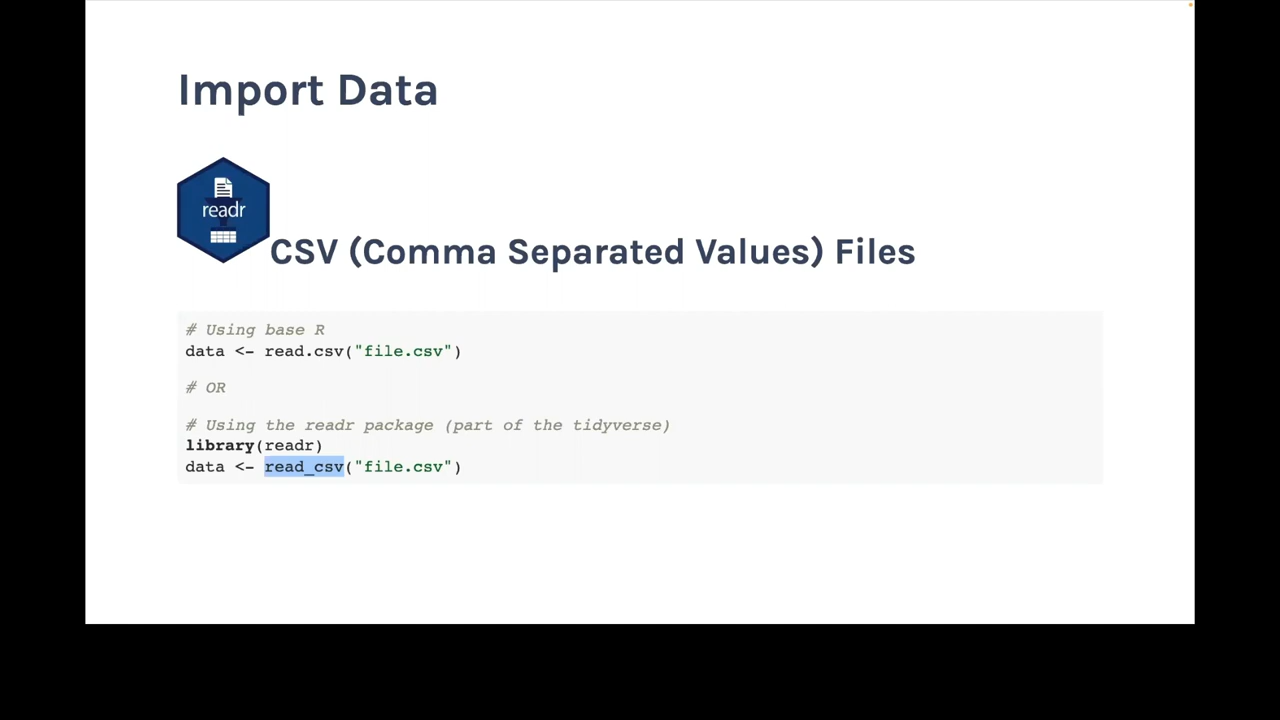 Import Data
readr
CSV (Comma Separated Values) Files
# Using base R
data <- read.csv("file.csv")
# OR
# Using the readr package (part of the tidyverse)
library(readr)
data <- read_csv("file.csv")